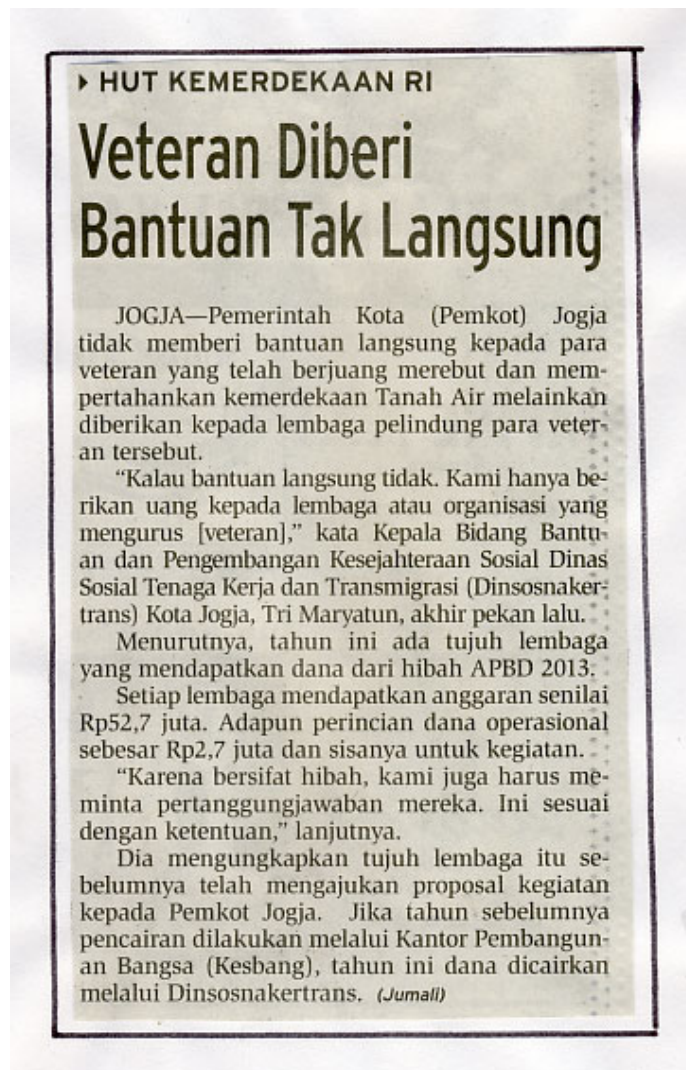 HUT KEMERDEKAAN RI
Veteran Diberi
Bantuan Tak Langsung
JOGJA—Pemerintah Kota (Pemkot) Jogja
tidak memberi bantuan langsung kepada para
veteran yang telah berjuang merebut dan mem-
pertahankan kemerdekaan Tanah Air melainkan
diberikan kepada lembaga pelindung para veter-
an tersebut.
“Kalau bantuan langsung tidak. Kami hanya be-
rikan uang kepada lembaga atau organisasi yang
mengurus [veteran],” kata Kepala Bidang Bantu-
an dan Pengembangan Kesejahteraan Sosial Dinas
Sosial Tenaga Kerja dan Transmigrasi (Dinsosnaker-
trans) Kota Jogja, Tri Maryatun, akhir pekan lalu.
Menurutnya, tahun ini ada tujuh lembaga
yang mendapatkan dana dari hibah APBD 2013.
Setiap lembaga mendapatkan anggaran senilai
Rp52,7 juta. Adapun perincian dana operasional
sebesar Rp2,7 juta dan sisanya untuk kegiatan.
“Karena bersifat hibah, kami juga harus me-
minta pertanggungjawaban mereka. Ini sesuai
dengan ketentuan,” lanjutnya.
Dia mengungkapkan tujuh lembaga itu se-
belumnya telah mengajukan proposal kegiatan
kepada Pemkot Jogja. Jika tahun sebelumnya
pencairan dilakukan melalui Kantor Pembangun-
an Bangsa (Kesbang), tahun ini dana dicairkan
melalui Dinsosnakertrans. (Jumali)